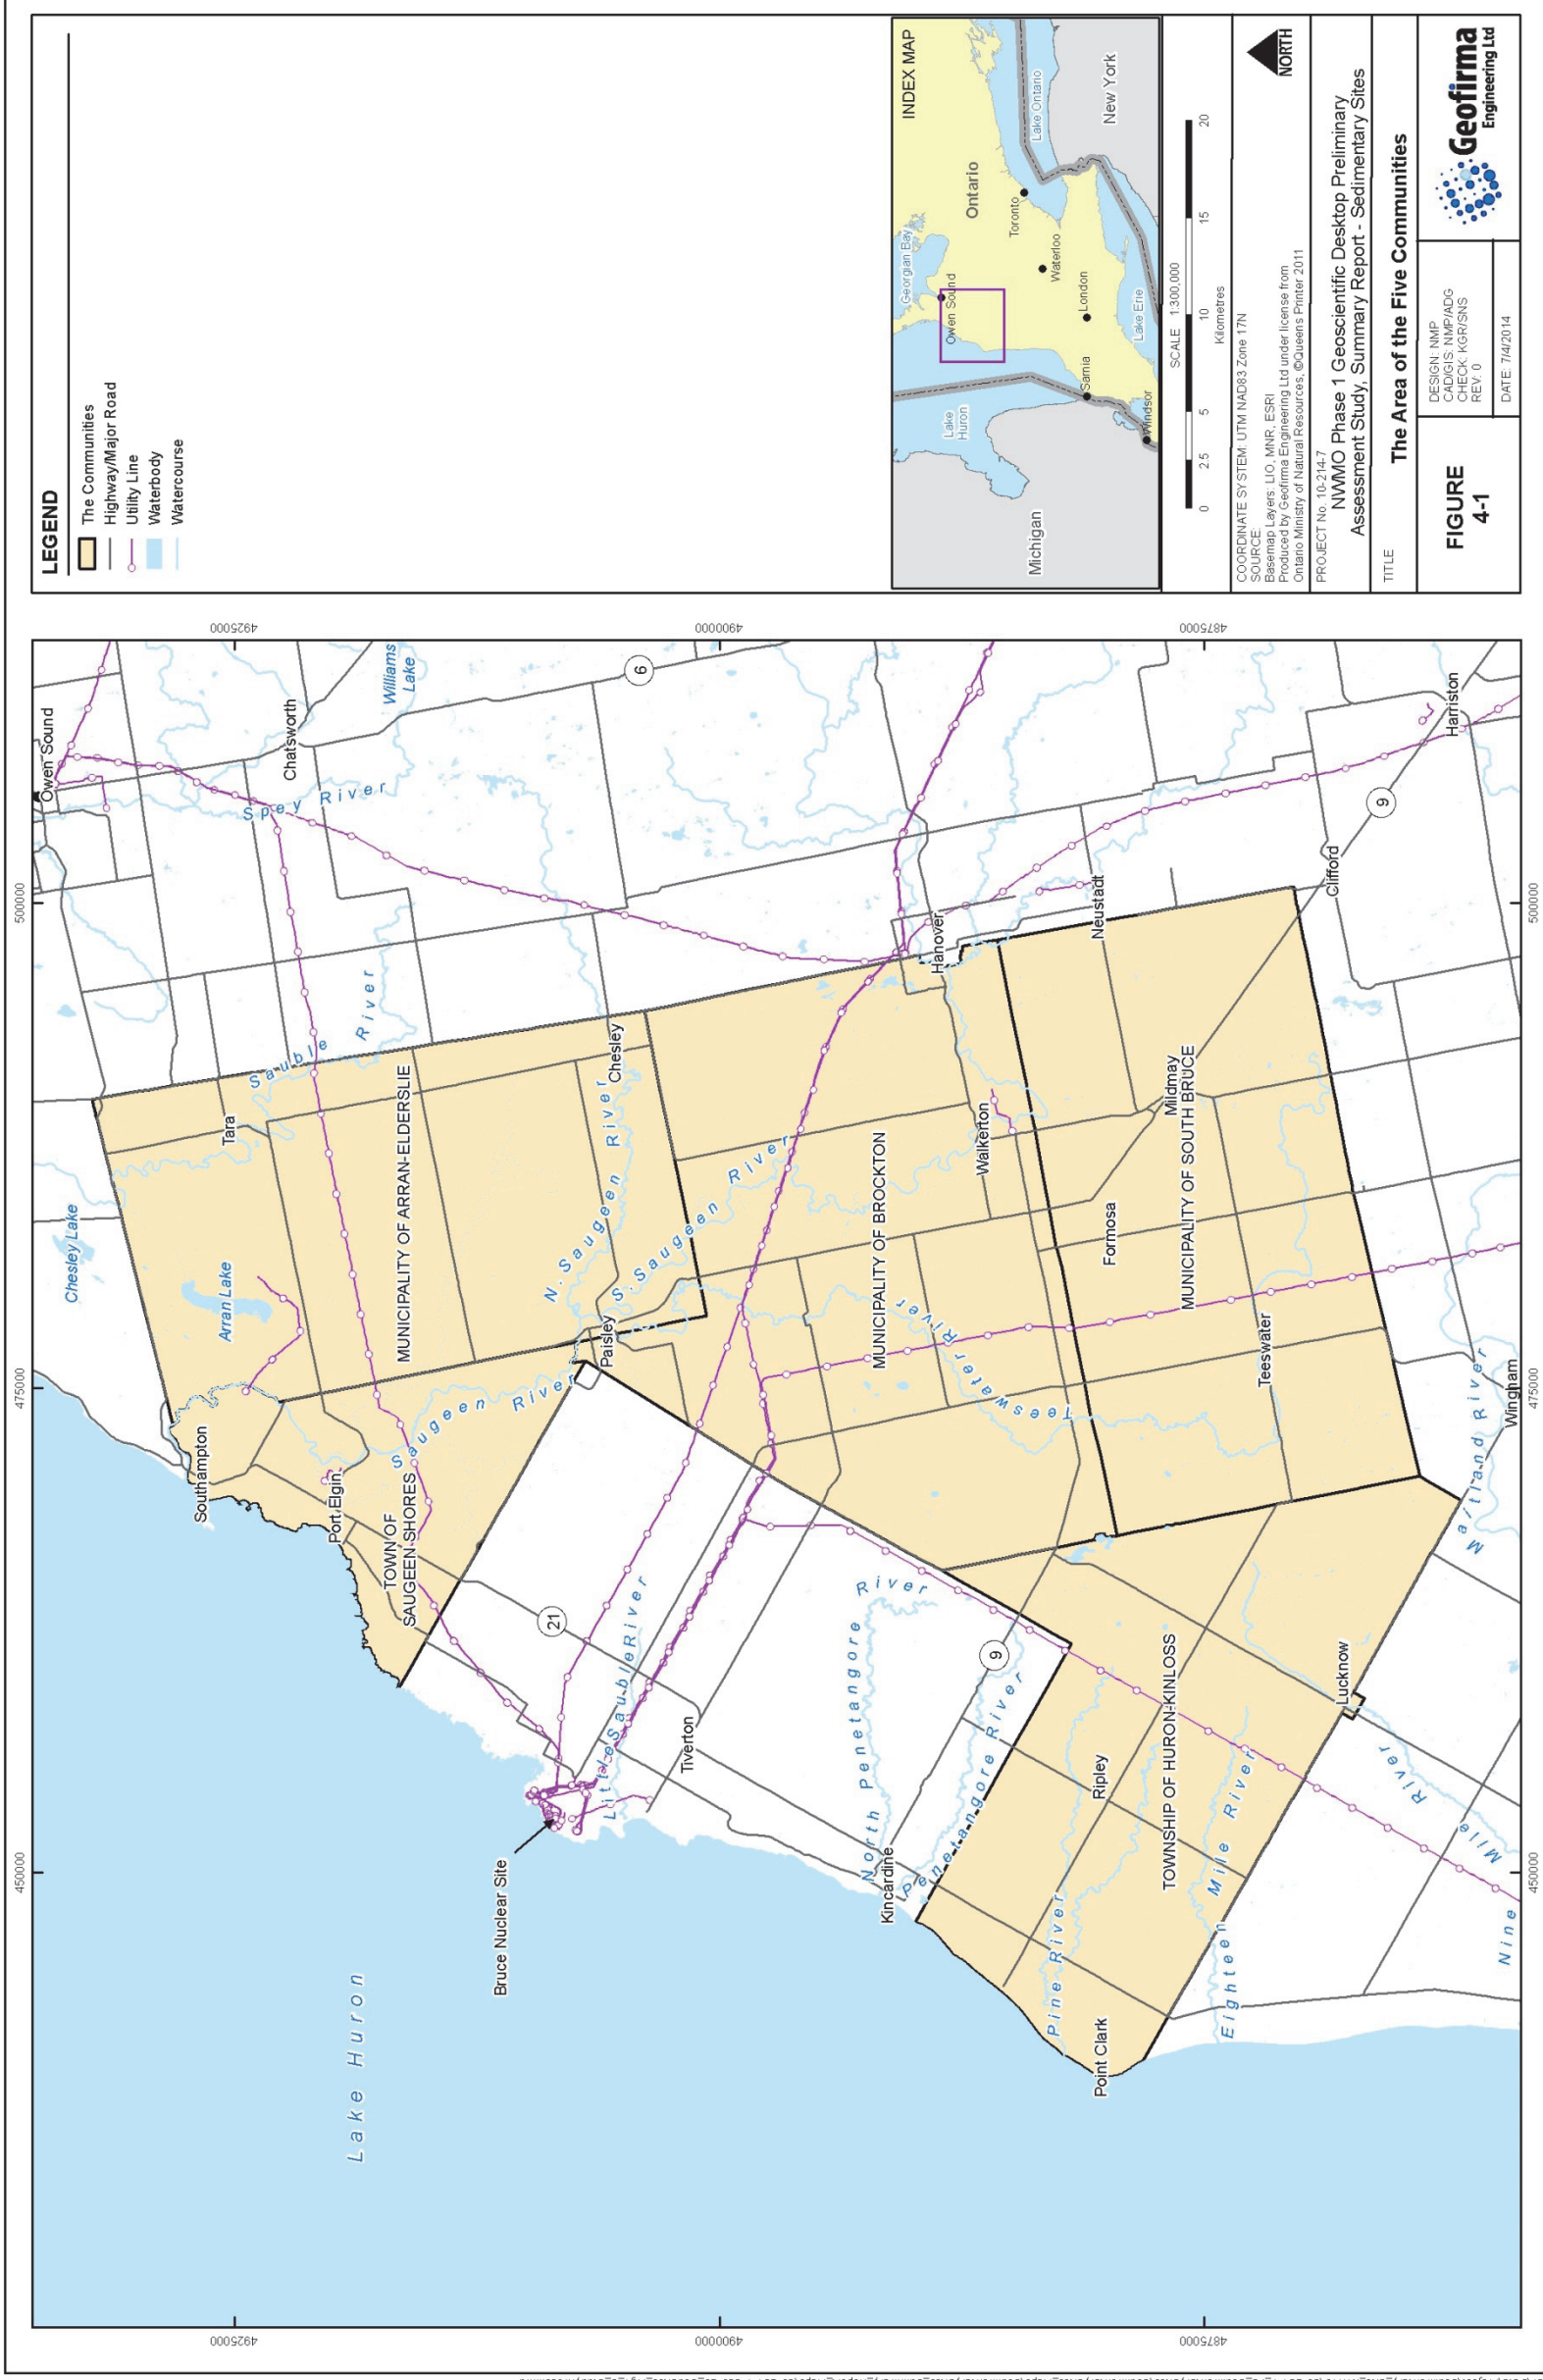 450000
475000
500000
4925000
4925000
4900000
4900000
4875000
4875000
450000
475000
500000
Lake Huron
Owen Sound
Chatsworth
Williams
Lake
Spey River
Chesley Lake
Arran Lake
Tara
Sauble River
Southampton
Port Elgin
TOWN OF
SAUGEEN SHORES
Saugeen River
MUNICIPALITY OF ARRAN-ELDERSLIE
Chesley
N. Saugeen River
S. Saugeen River
Paisley
6
21
Bruce Nuclear Site
Little Sauble River
Tiverton
MUNICIPALITY OF BROCKTON
Hanover
Walkerton
Teeswater River
North Penetangore River
Kincardine
Penetangore River
9
Neustadt
Formosa
Mildmay
MUNICIPALITY OF SOUTH BRUCE
Teeswater
Clifford
9
Harriston
Pine River
Point Clark
Ripley
TOWNSHIP OF HURON-KINLOSS
Eighteen Mile River
Lucknow
Nine Mile River
Maitland River
Wingham
LEGEND
The Communities
Highway/Major Road
Utility Line
Waterbody
Watercourse
INDEX MAP
Georgian Bay
Owen Sound
Ontario
Lake
Huron
Toronto
Lake Ontario
Waterloo
London
Sarnia
Michigan
Lake Erie
New York
Windsor
SCALE 1:300,000
0 2.5 5 10 15 20
Kilometres
COORDINATE SYSTEM: UTM NAD83 Zone 17N
SOURCE:
Basemap Layers: LIO, MNR, ESRI
Produced by Geofirma Engineering Ltd under license from
Ontario Ministry of Natural Resources, ©Queens Printer 2011
NORTH
PROJECT No. 10-214-7
NWMO Phase 1 Geoscientific Desktop Preliminary
Assessment Study, Summary Report - Sedimentary Sites
TITLE
The Area of the Five Communities
FIGURE
4-1
DESIGN: NMP
CAD/GIS: NMP/ADG
CHECK: KGR/SNS
REV: 0
DATE: 7/4/2014
Geofirma
Engineering Ltd